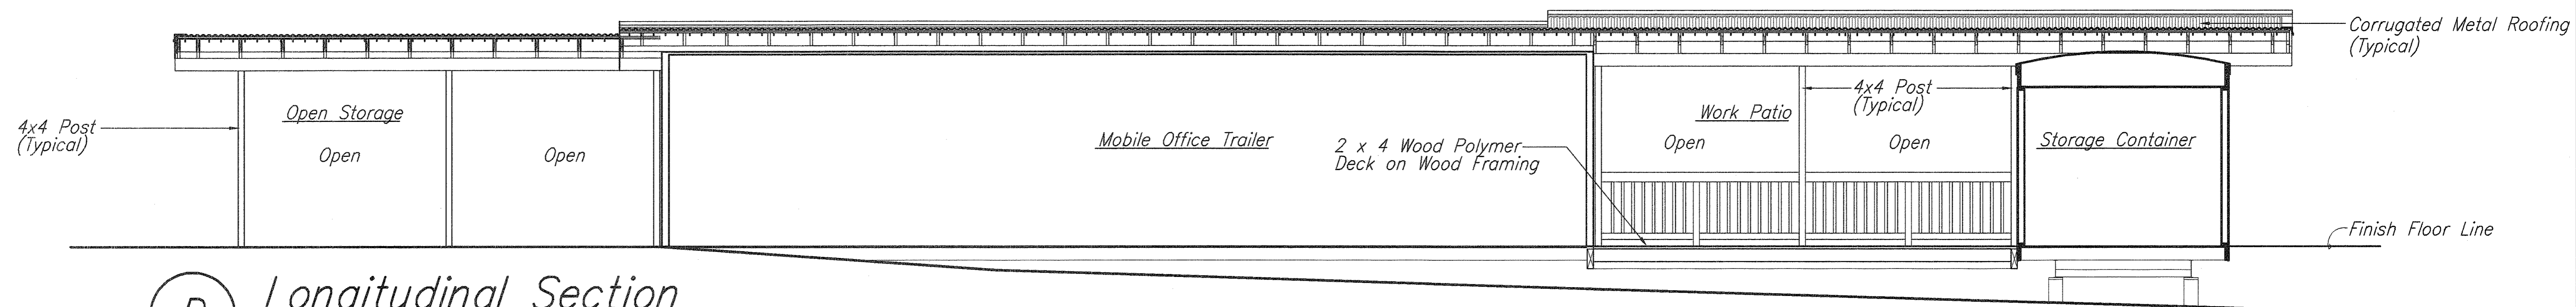 Corrugated Metal Roofing
(Typical)
4x4 Post
(Typical)
Open Storage
Open
Open
Mobile Office Trailer
2 x 4 Wood Polymer
Deck on Wood Framing
Work Patio
4x4 Post
(Typical)
Open
Open
Storage Container
Finish Floor Line
Longitudinal Section